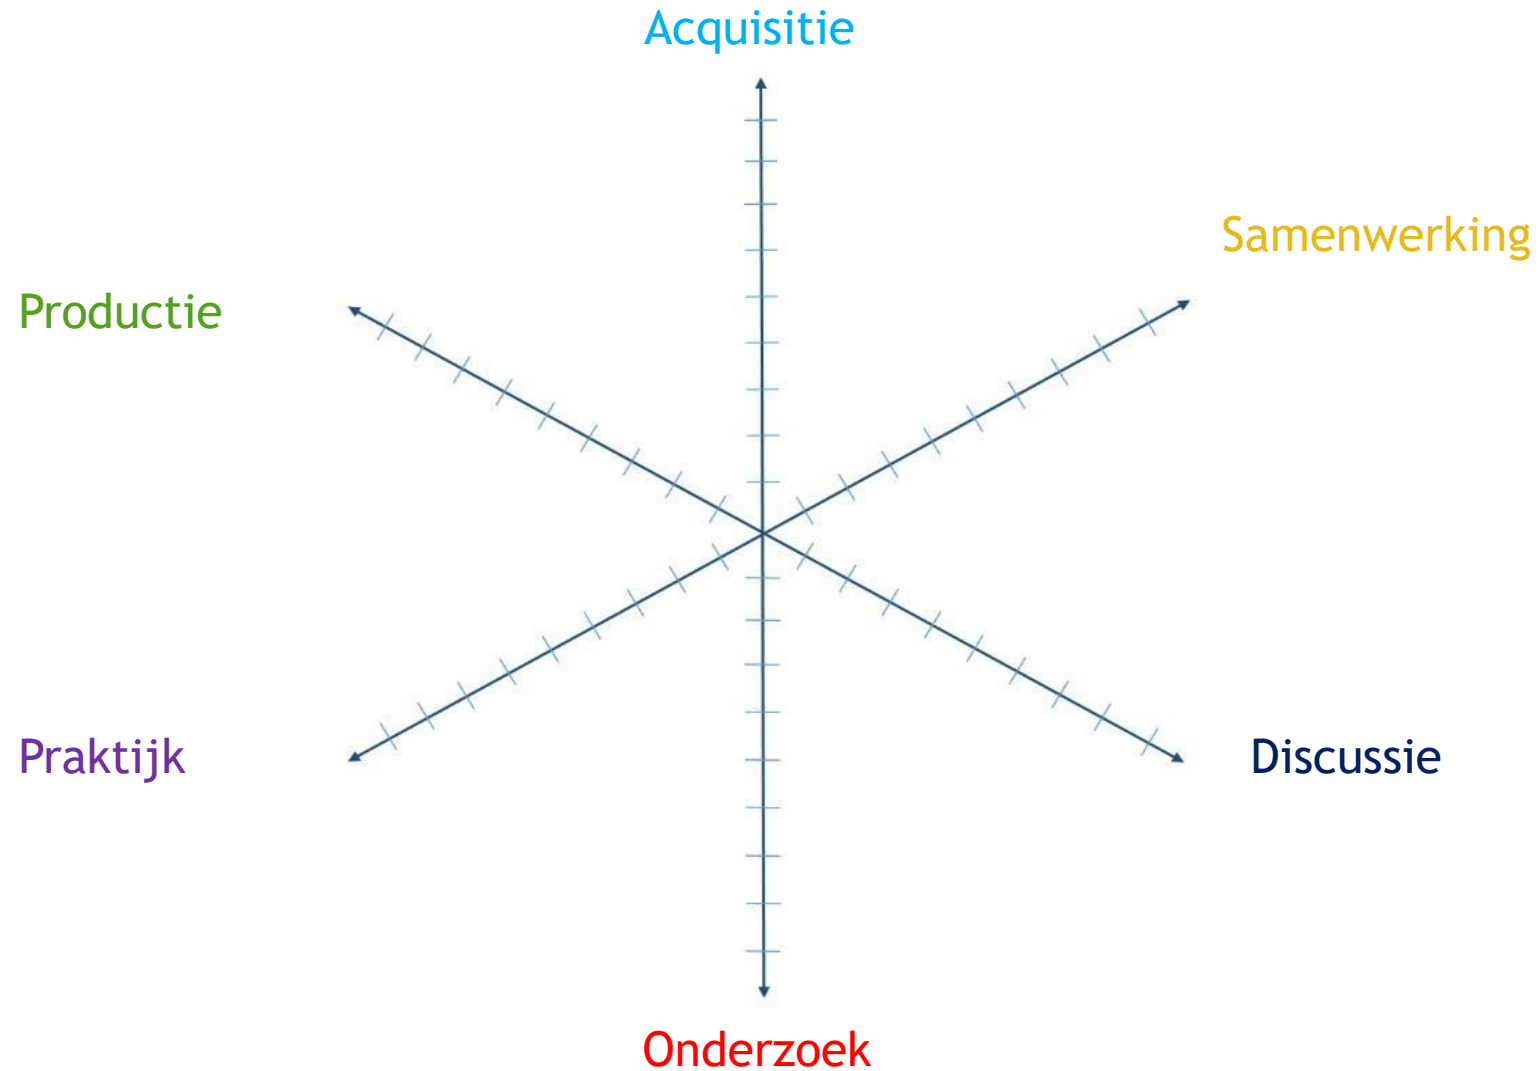 Acquisitie
Samenwerking
Productie
Praktijk
Discussie
Onderzoek